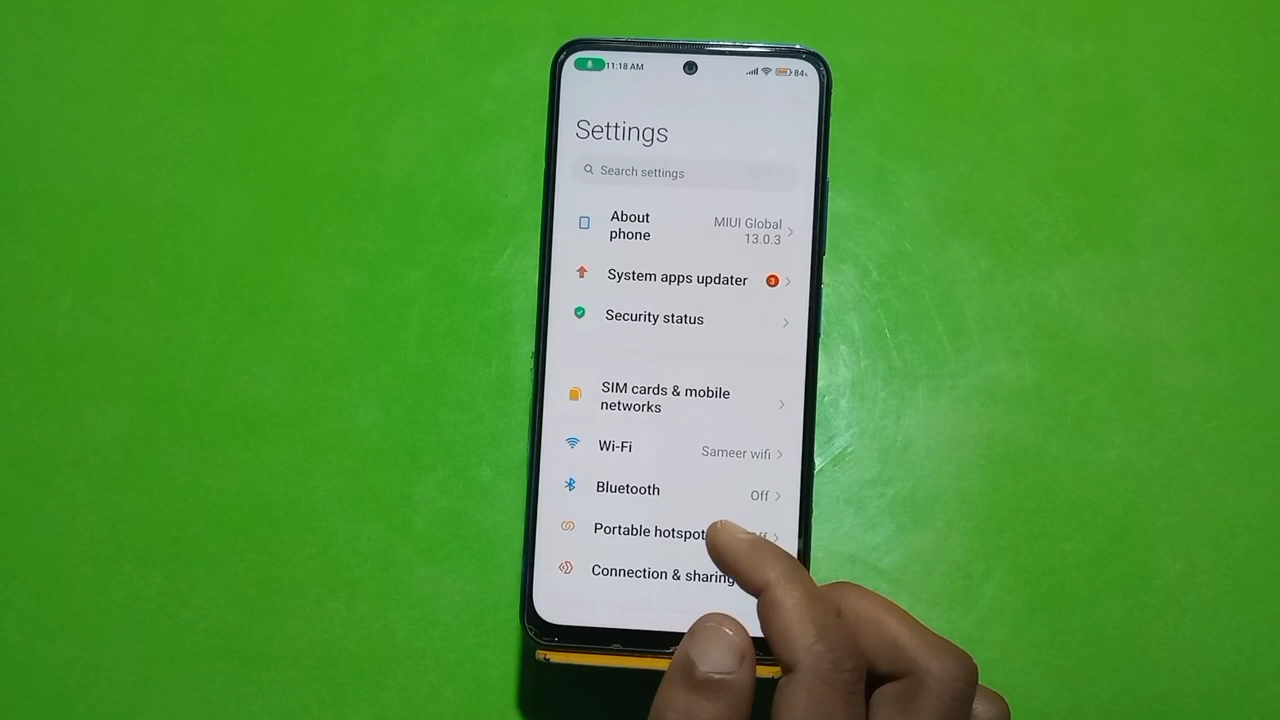 11:18 AM
84%
Settings
Search settings
About
phone
MIUI Global
13.0.3
System apps updater
3
Security status
SIM cards & mobile
networks
Wi-Fi
Sameer wifi
Bluetooth
Off
Portable hotspot
Connection & sharing